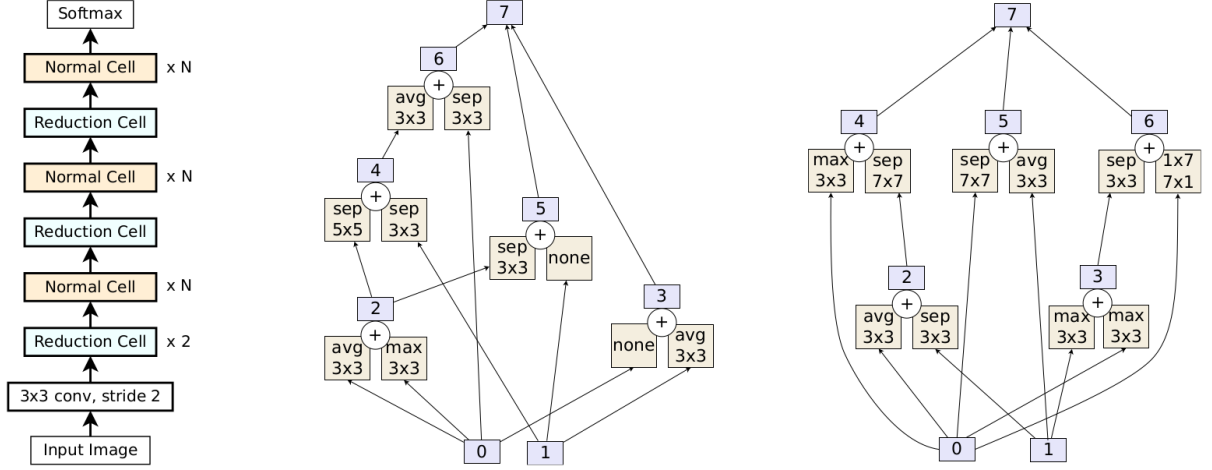 Softmax
Normal Cell x N
Reduction Cell
Normal Cell x N
Reduction Cell
Normal Cell x N
Reduction Cell x 2
3x3 conv, stride 2
Input Image
7
6
+
avg sep
3x3 3x3
4
+
sep sep
5x5 3x3
5
+
sep
3x3
none
2
+
avg max
3x3 3x3
3
+
none
avg
3x3
0 1
7
4 5 6
+ + +
max sep sep avg sep 1x7
3x3 7x7 7x7 3x3 3x3 7x1
2 3
+ +
avg sep max max
3x3 3x3 3x3 3x3
0 1